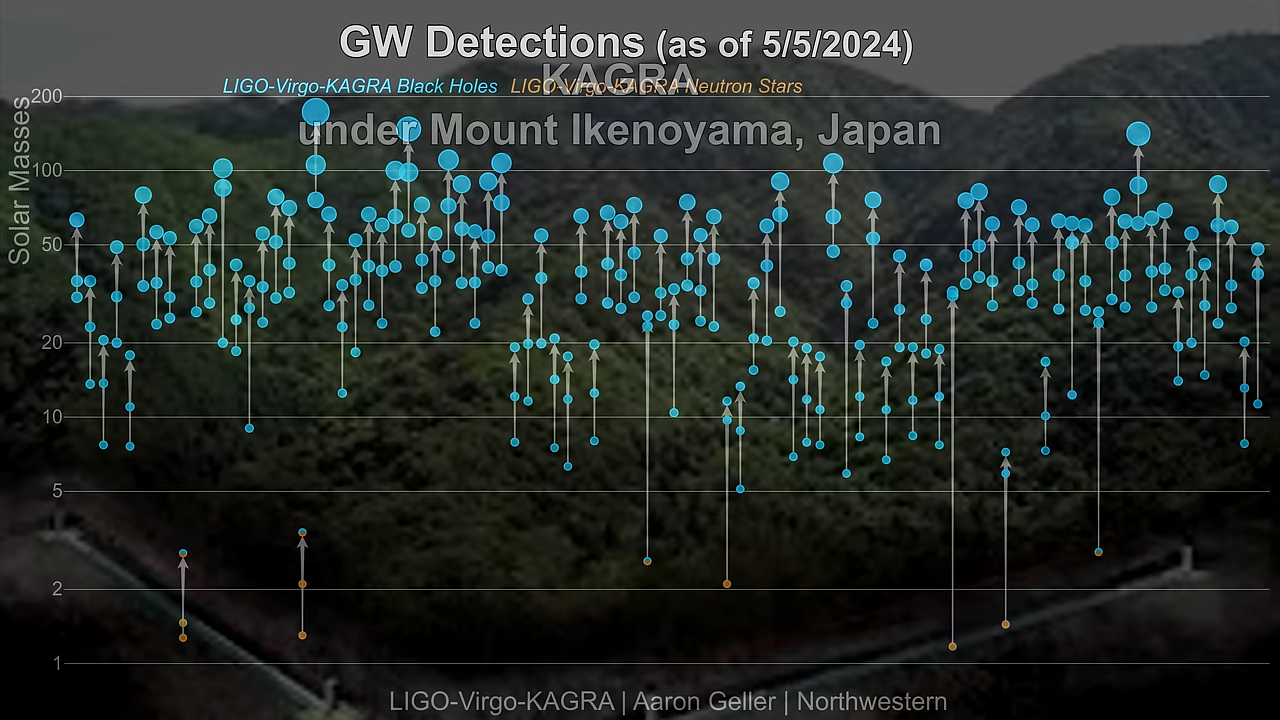 GW Detections (as of 5/5/2024)
KAGRA
LIGO-Virgo-KAGRA Black Holes LIGO-Virgo-KAGRA Neutron Stars
under Mount Ikenoyama, Japan
Solar Masses
200
100
50
20
10
5
2
1
LIGO-Virgo-KAGRA | Aaron Geller | Northwestern